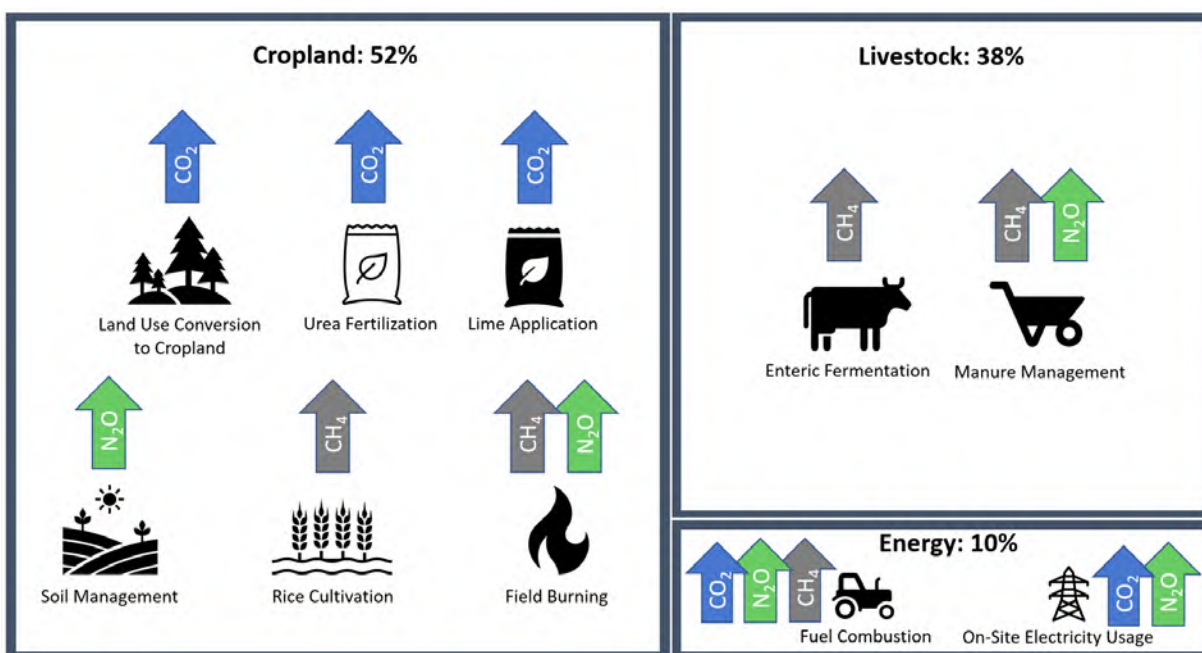 Cropland: 52%
CO₂
CO₂
CO₂
Land Use Conversion
to Cropland
Urea Fertilization
Lime Application
N₂O
CH₄
CH₄
N₂O
Soil Management
Rice Cultivation
Field Burning
Livestock: 38%
CH₄
CH₄
N₂O
Enteric Fermentation
Manure Management
Energy: 10%
CO₂
N₂O
CH₄
Fuel Combustion
CO₂
N₂O
On-Site Electricity Usage